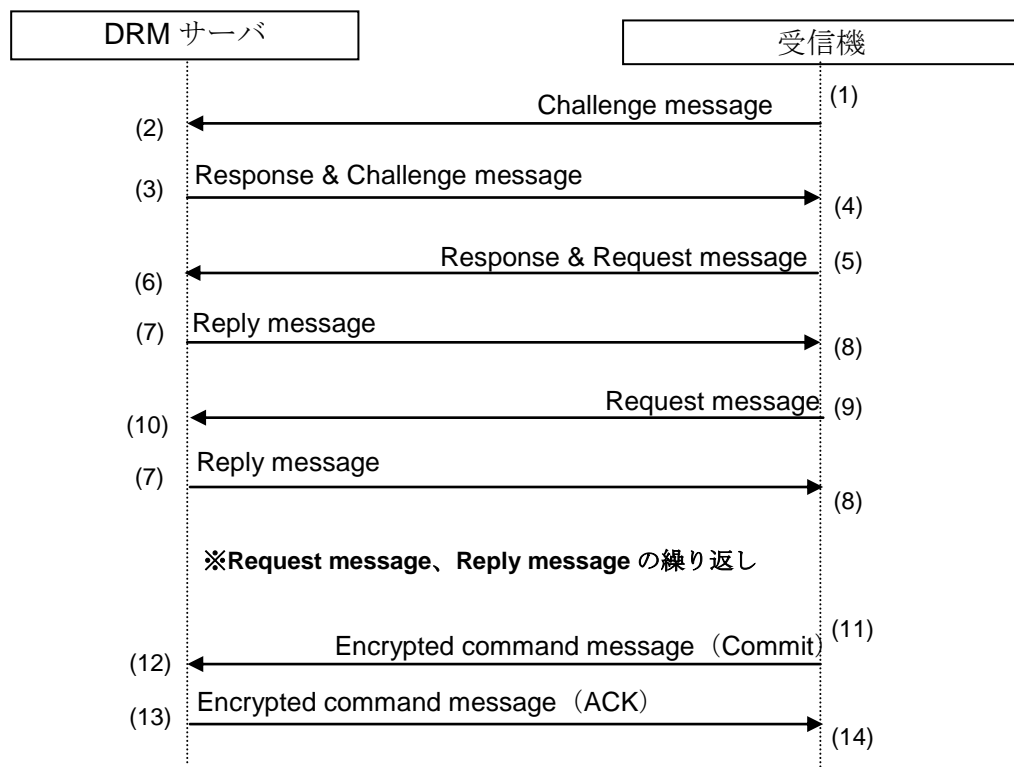 DRM サーバ
受信機
(1)
Challenge message
(2)
(3)
Response & Challenge message
(4)
Response & Request message
(5)
(6)
(7)
Reply message
(8)
Request message
(9)
(10)
Reply message
(7)
(8)
※Request message、Reply message の繰り返し
(11)
Encrypted command message（Commit）
(12)
Encrypted command message（ACK）
(13)
(14)